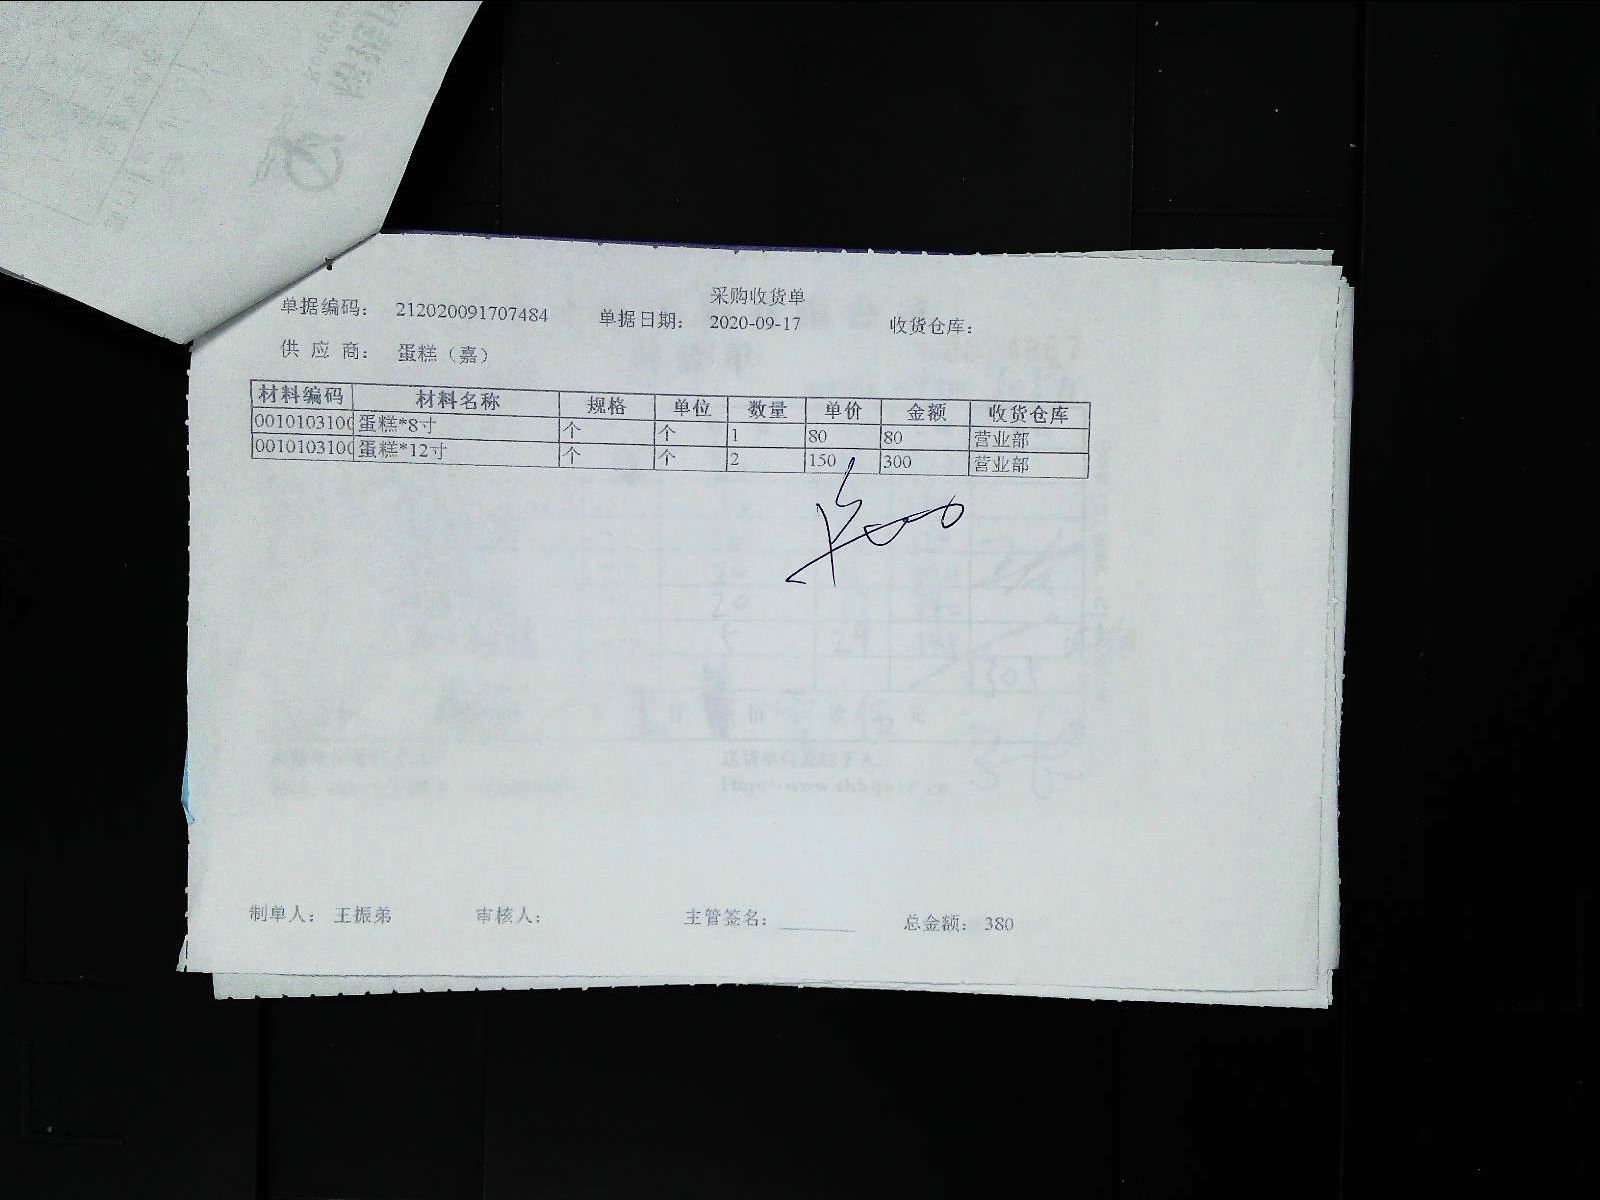 采购收货单
单据编码： 212020091707484 单据日期： 2020-09-17 收货仓库：
供 应 商： 蛋糕（嘉）
材料编码 材料名称 规格 单位 数量 单价 金额 收货仓库
0010103100 蛋糕*8寸 个 个 1 80 80 营业部
0010103100 蛋糕*12寸 个 个 2 150 300 营业部
制单人： 王振弟 审核人： 主管签名： 总金额： 380